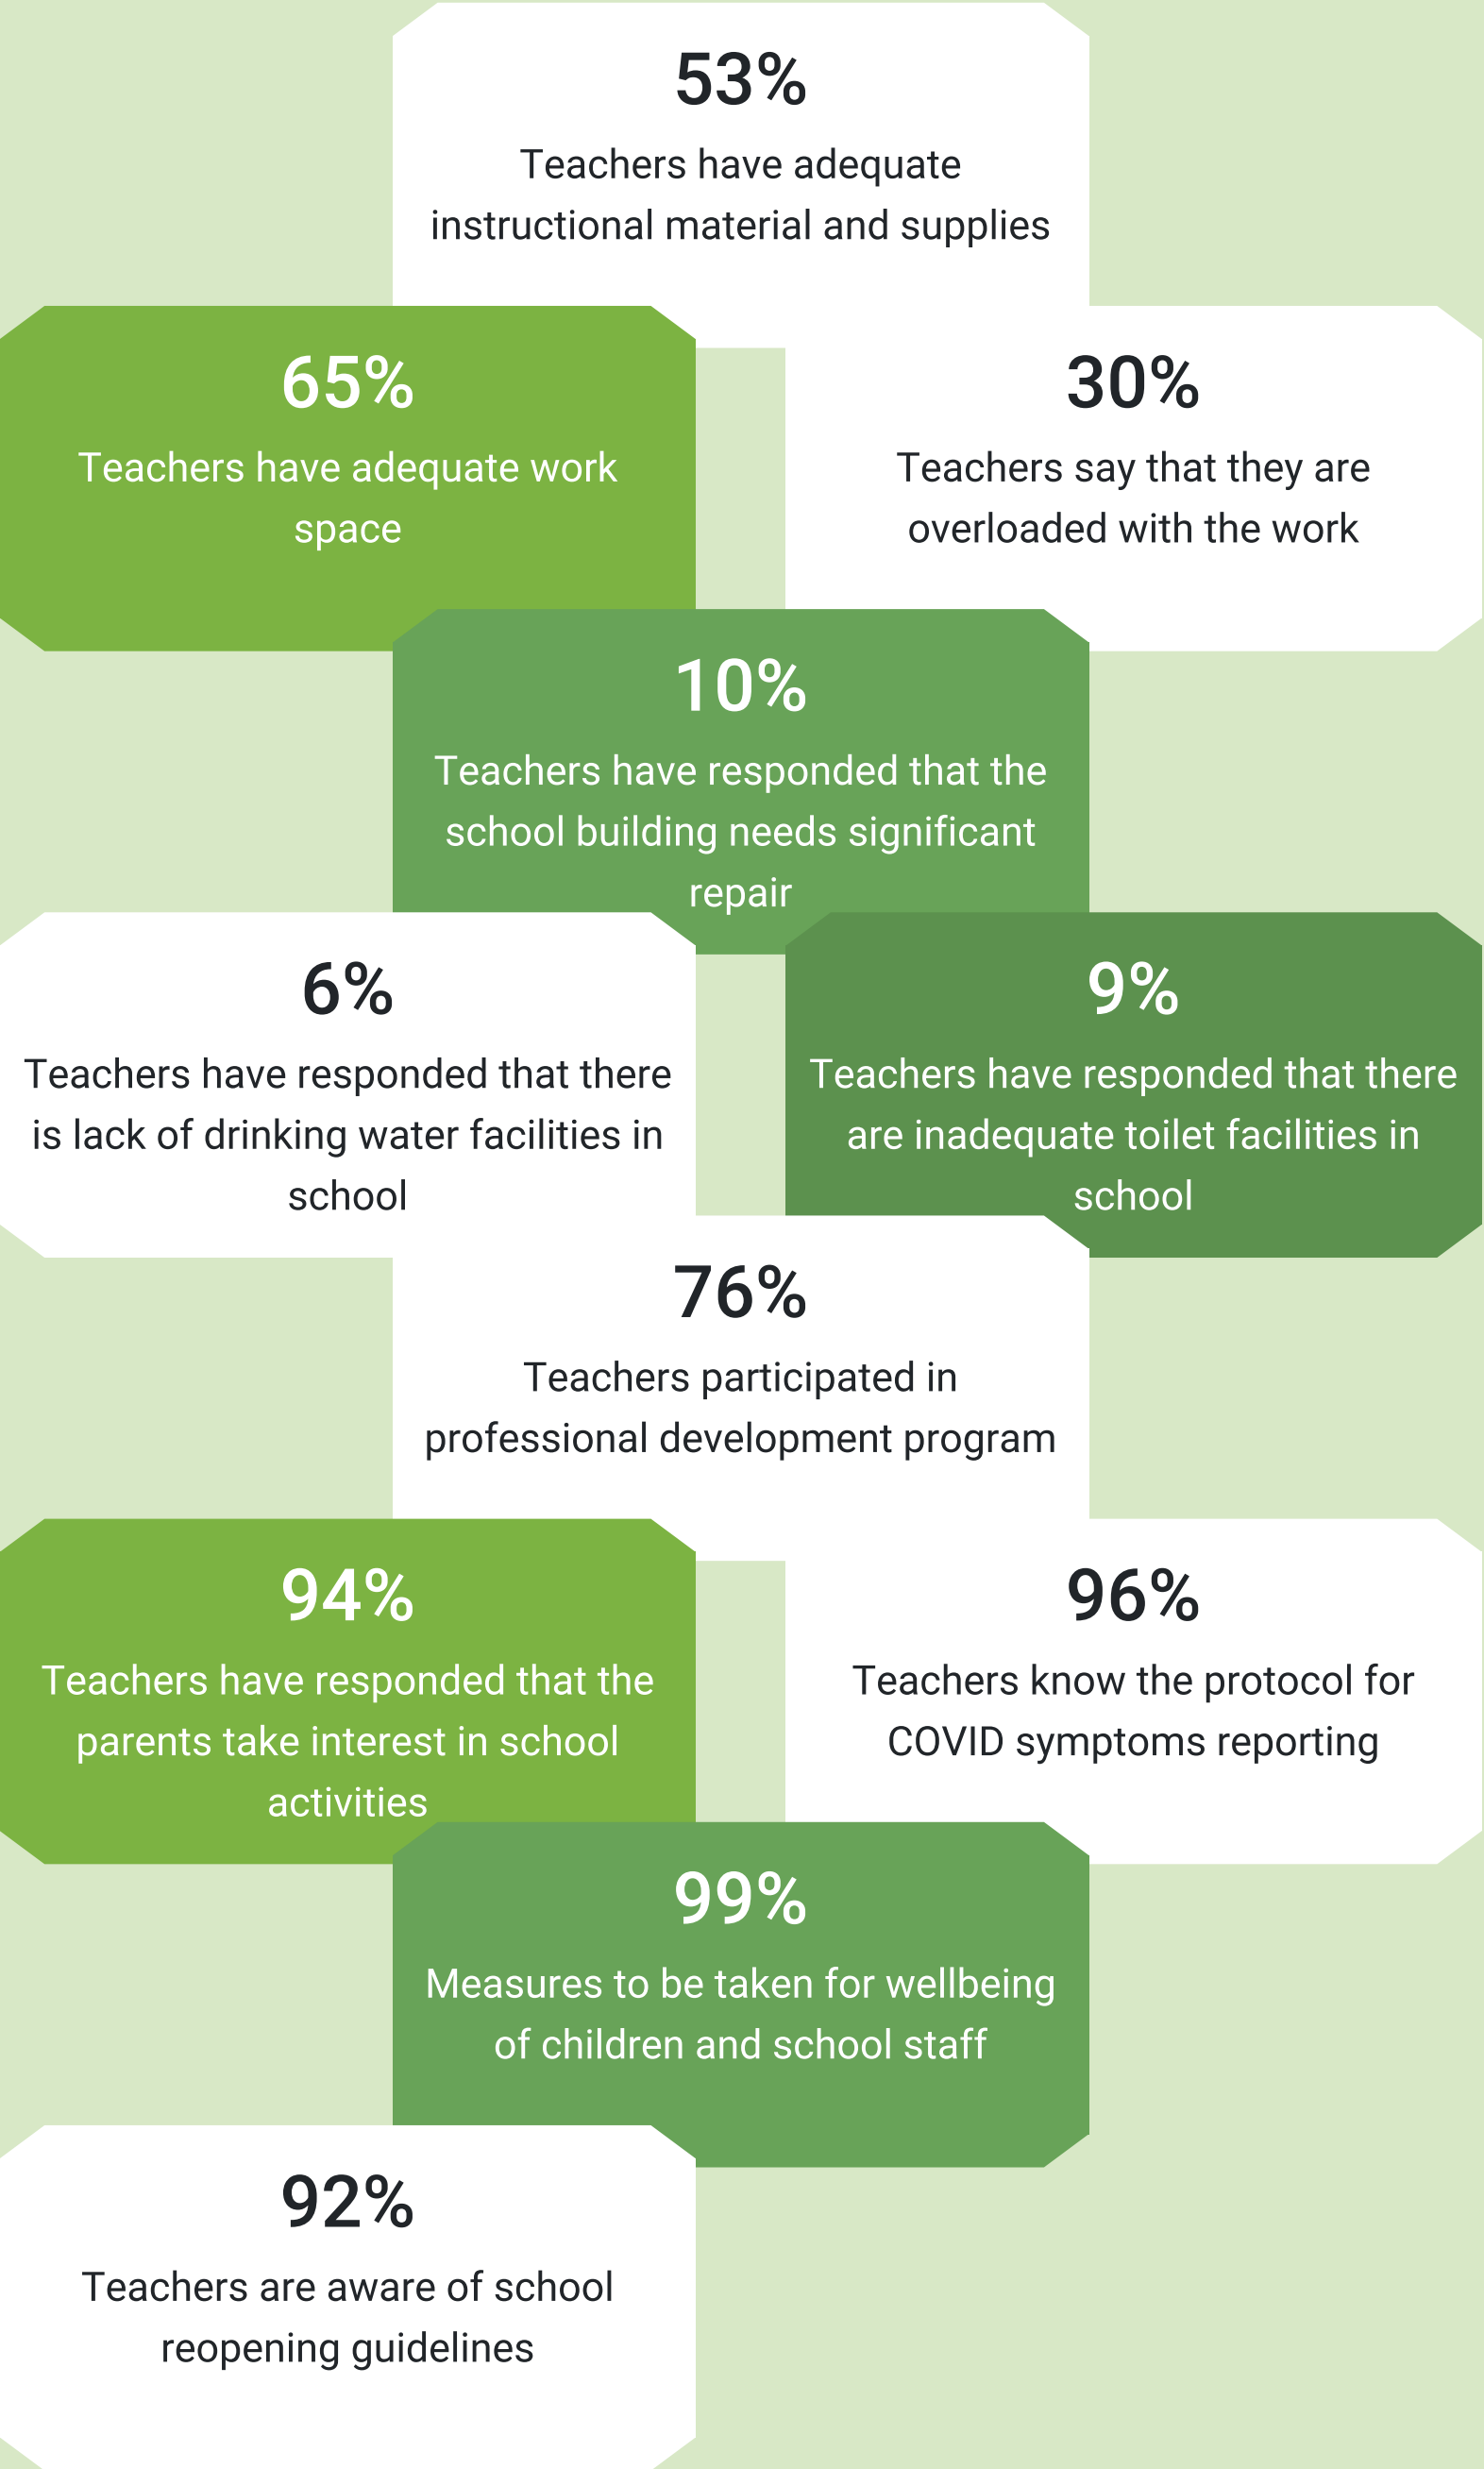 53%
Teachers have adequate
instructional material and supplies
65%
Teachers have adequate work
space
30%
Teachers say that they are
overloaded with the work
10%
Teachers have responded that the
school building needs significant
repair
6%
Teachers have responded that there
is lack of drinking water facilities in
school
9%
Teachers have responded that there
are inadequate toilet facilities in
school
76%
Teachers participated in
professional development program
94%
Teachers have responded that the
parents take interest in school
activities
96%
Teachers know the protocol for
COVID symptoms reporting
99%
Measures to be taken for wellbeing
of children and school staff
92%
Teachers are aware of school
reopening guidelines